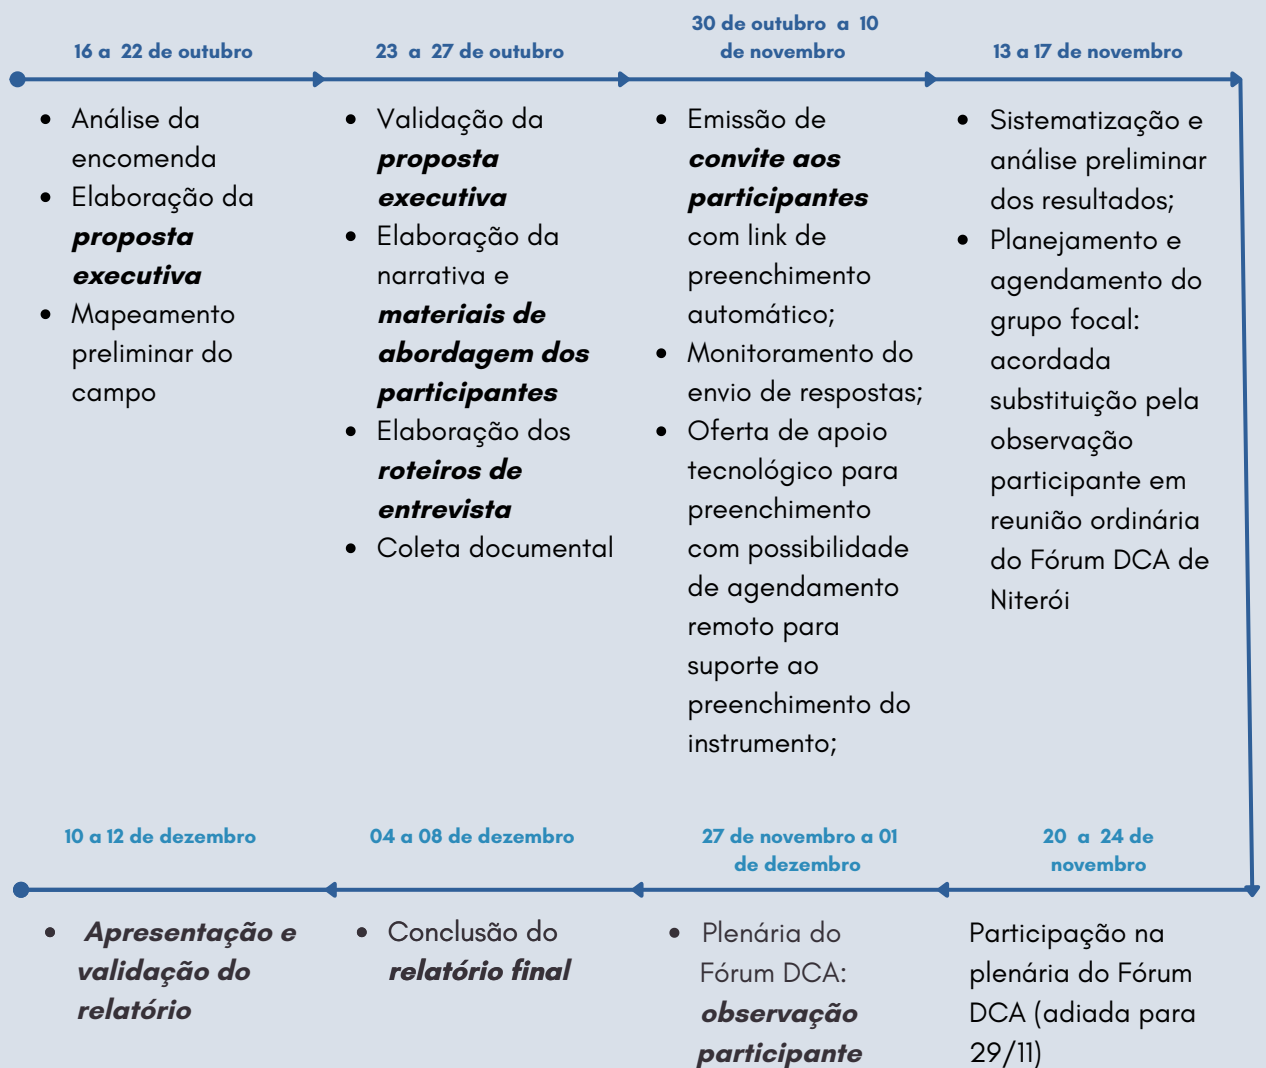 16 a 22 de outubro
• Análise da
encomenda
• Elaboração da
proposta
executiva
• Mapeamento
preliminar do
campo
23 a 27 de outubro
• Validação da
proposta
executiva
• Elaboração da
narrativa e
materiais de
abordagem dos
participantes
• Elaboração dos
roteiros de
entrevista
• Coleta documental
30 de outubro a 10
de novembro
• Emissão de
convite aos
participantes
com link de
preenchimento
automático;
• Monitoramento do
envio de respostas;
• Oferta de apoio
tecnológico para
preenchimento
com possibilidade
de agendamento
remoto para
suporte ao
preenchimento do
instrumento;
13 a 17 de novembro
• Sistematização e
análise preliminar
dos resultados;
• Planejamento e
agendamento do
grupo focal:
acordada
substituição pela
observação
participante em
reunião ordinária
do Fórum DCA de
Niterói
20 a 24 de
novembro
Participação na
plenária do Fórum
DCA (adiada para
29/11)
27 de novembro a 01
de dezembro
• Plenária do
Fórum DCA:
observação
participante
04 a 08 de dezembro
• Conclusão do
relatório final
10 a 12 de dezembro
• Apresentação e
validação do
relatório